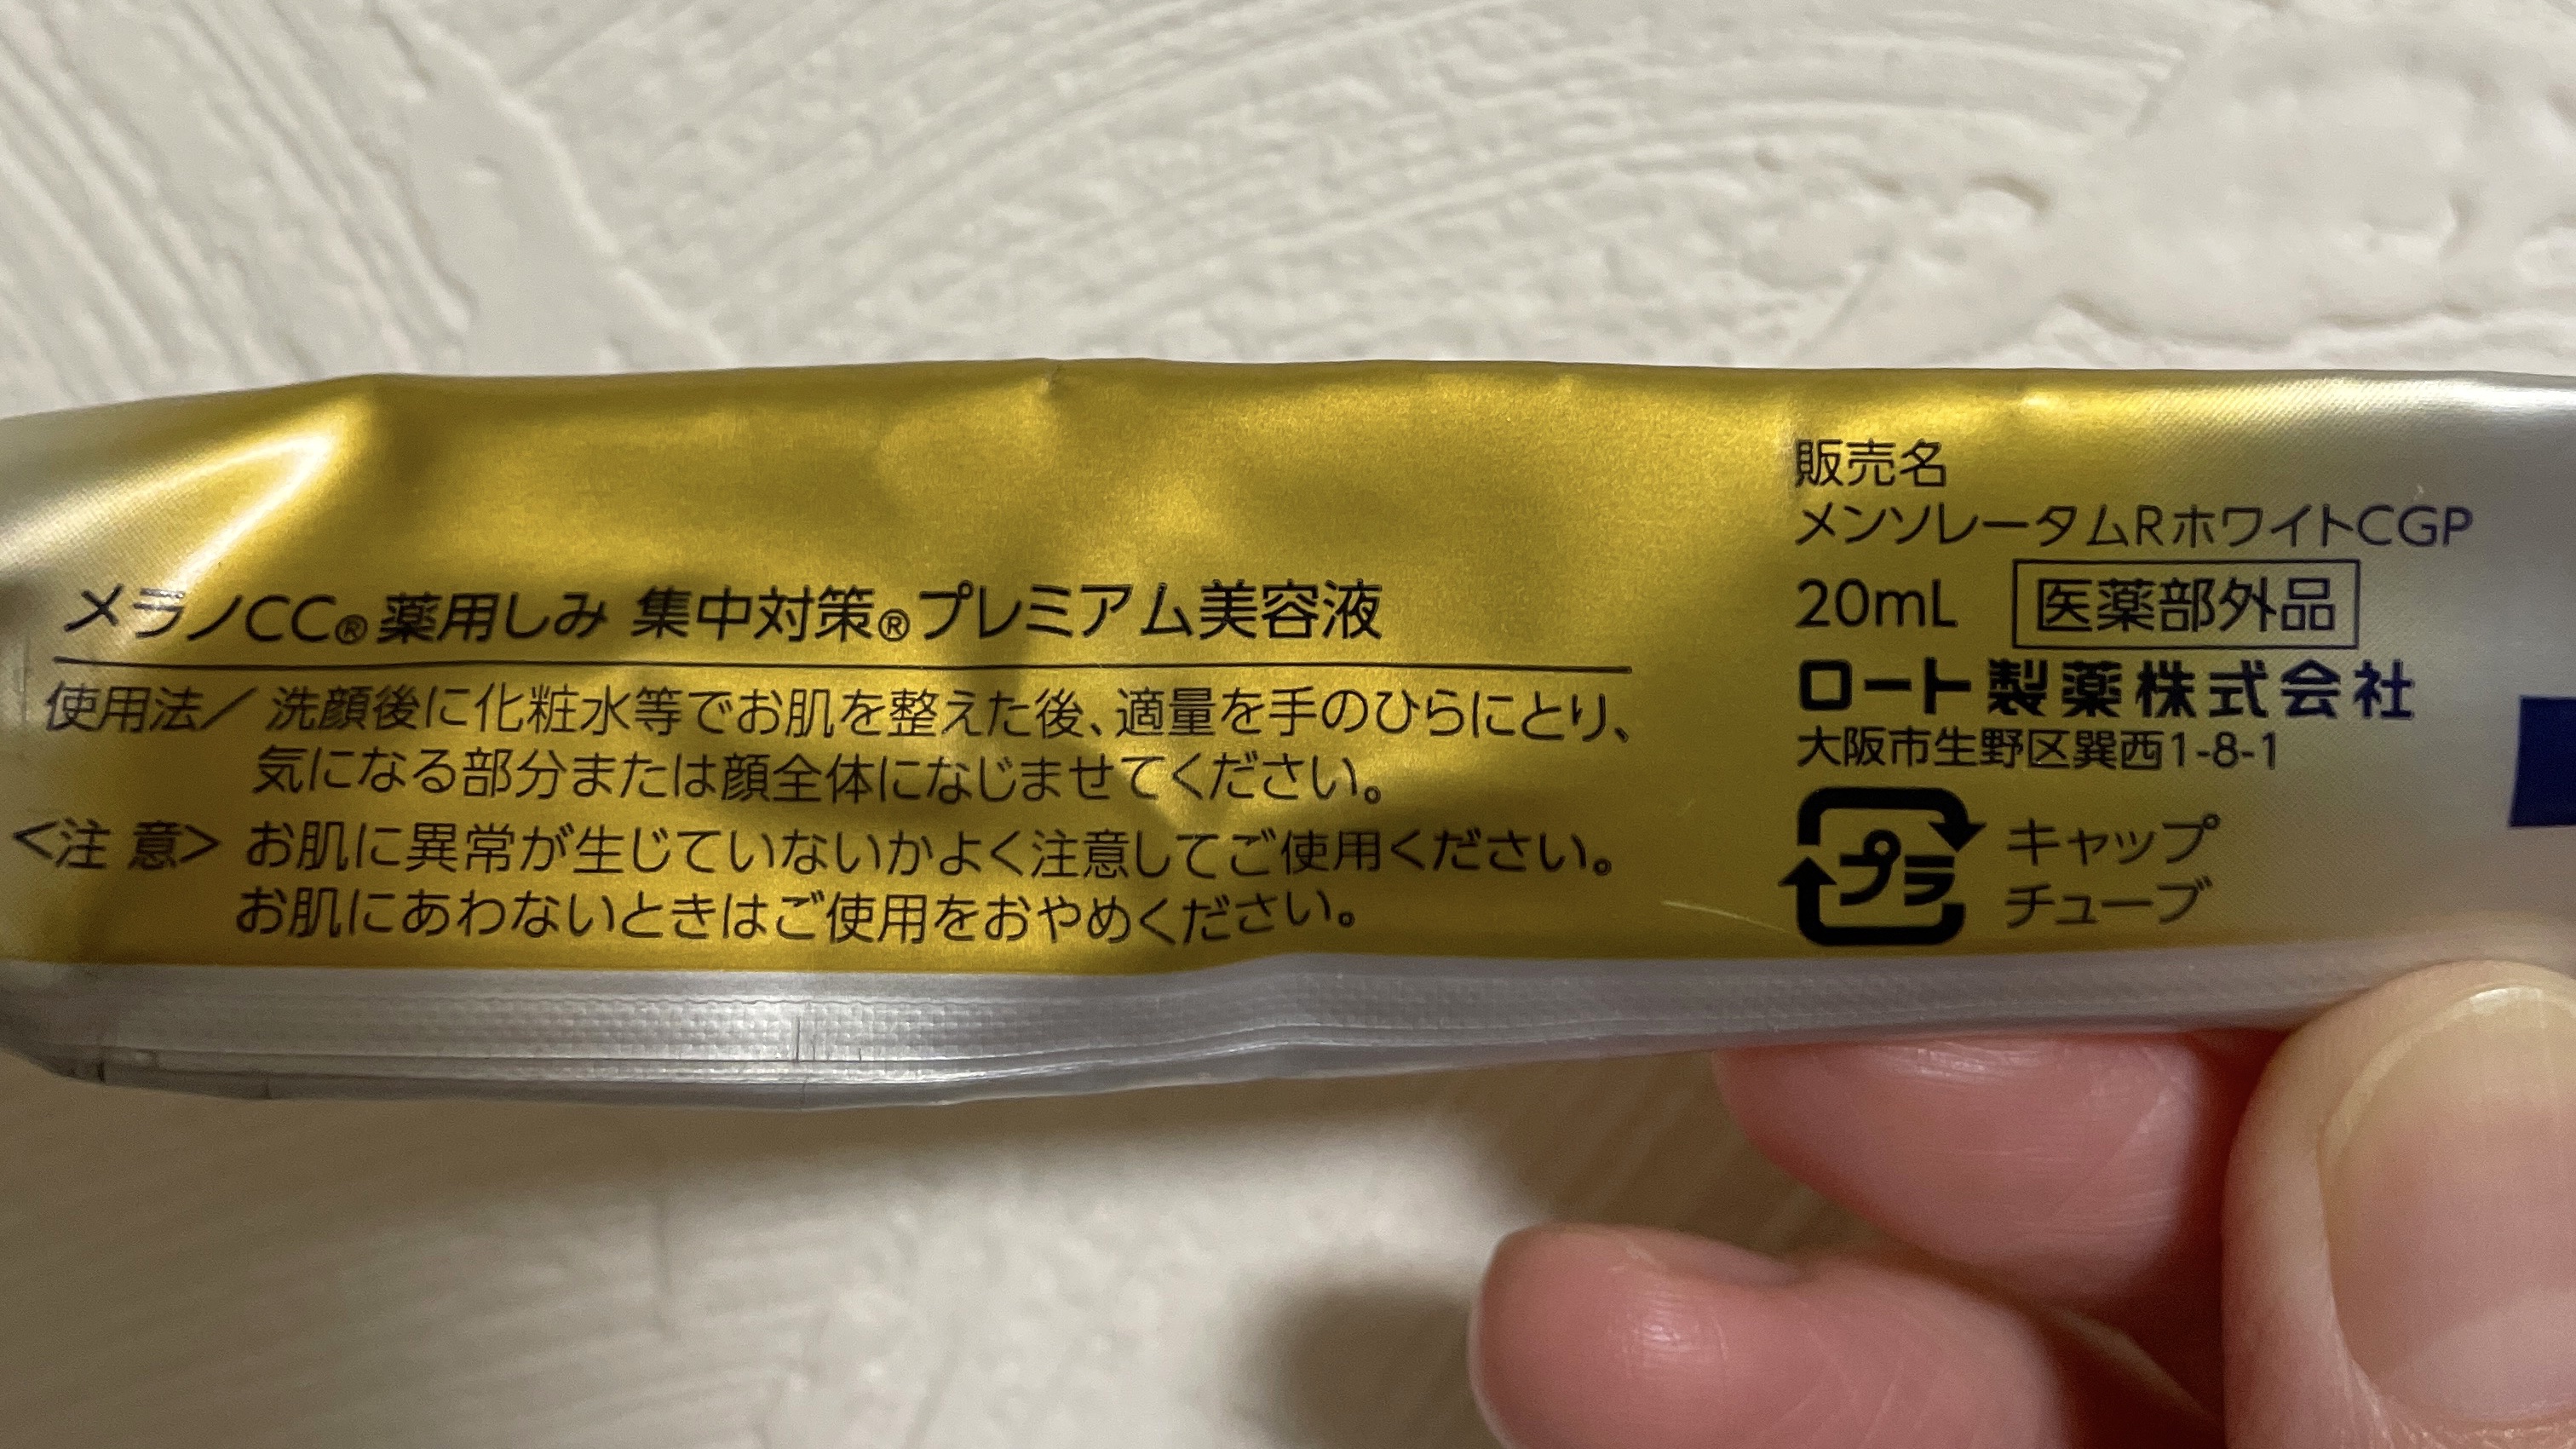 メラノCC®薬用しみ 集中対策®プレミアム美容液
使用法／洗顔後に化粧水等でお肌を整えた後、適量を手のひらにとり、
気になる部分または顔全体になじませてください。
<注 意> お肌に異常が生じていないかよく注意してご使用ください。
お肌にあわないときはご使用をおやめください。
販売名
メンソレータムRホワイトCGP
20mL 医薬部外品
ロート製薬株式会社
大阪市生野区巽西1-8-1
プラ
キャップ
チューブ